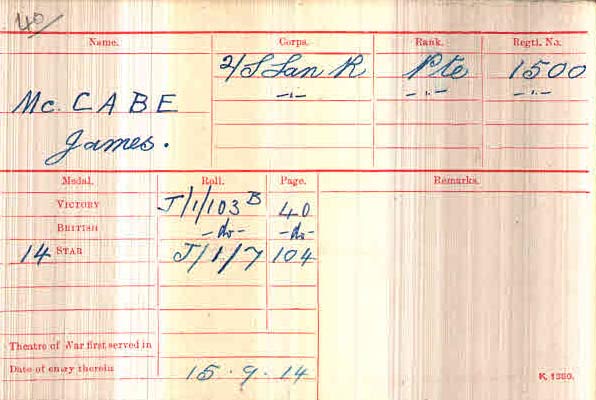 40
Name. Corps. Rank. Regtl. No.
2/S Lan R Pte 1500
Mc. CABE -"- -"- -"-
James.
Medal. Roll. Page. Remarks.
VICTORY J/1/103 B 40
BRITISH -do- -do-
14 STAR J/1/7 104
Theatre of War first served in
Date of entry therein 15.9.14
K. 1380.